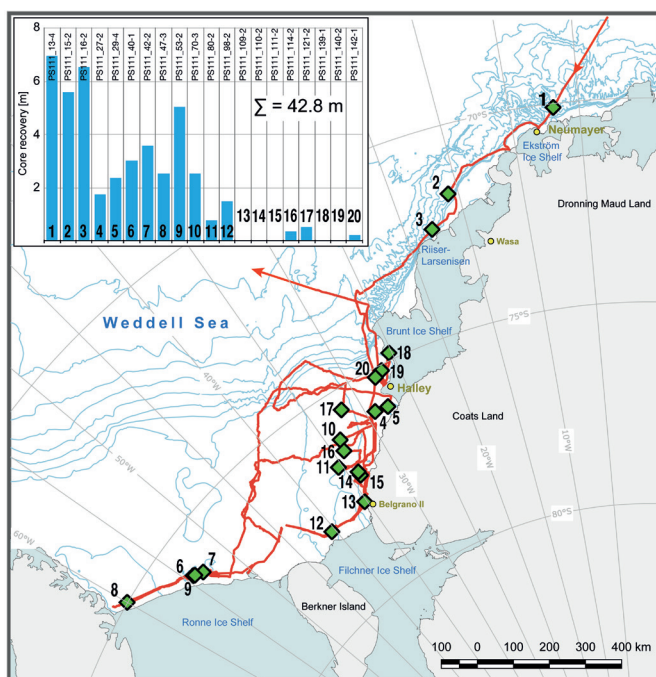 8
6
4
2
Core recovery [m]
PS111_13-4
PS111_15-2
PS111_16-2
PS111_27-2
PS111_29-4
PS111_40-1
PS111_42-2
PS111_47-3
PS111_53-2
PS111_70-3
PS111_80-2
PS111_98-2
PS111_109-2
PS111_110-2
PS111_111-2
PS111_114-2
PS111_121-2
PS111_139-1
PS111_140-2
PS111_142-1
Σ = 42.8 m
1 2 3 4 5 6 7 8 9 10 11 12 13 14 15 16 17 18 19 20
1
70°S
Neumayer
Ekström
Ice Shelf
2
Dronning Maud Land
3
Wasa
Riiser-
Larsenisen
75°S
Weddell Sea
Brunt Ice Shelf
18
20
19
40°W
Halley
17
4
5
Coats Land
10
10°W
16
20°W
50°W
11
14
15
30°W
13
Belgrano II
80°S
12
60°W
Filchner Ice Shelf
6
7
8
9
Berkner Island
Ronne Ice Shelf
100 0 100 200 300 400 km